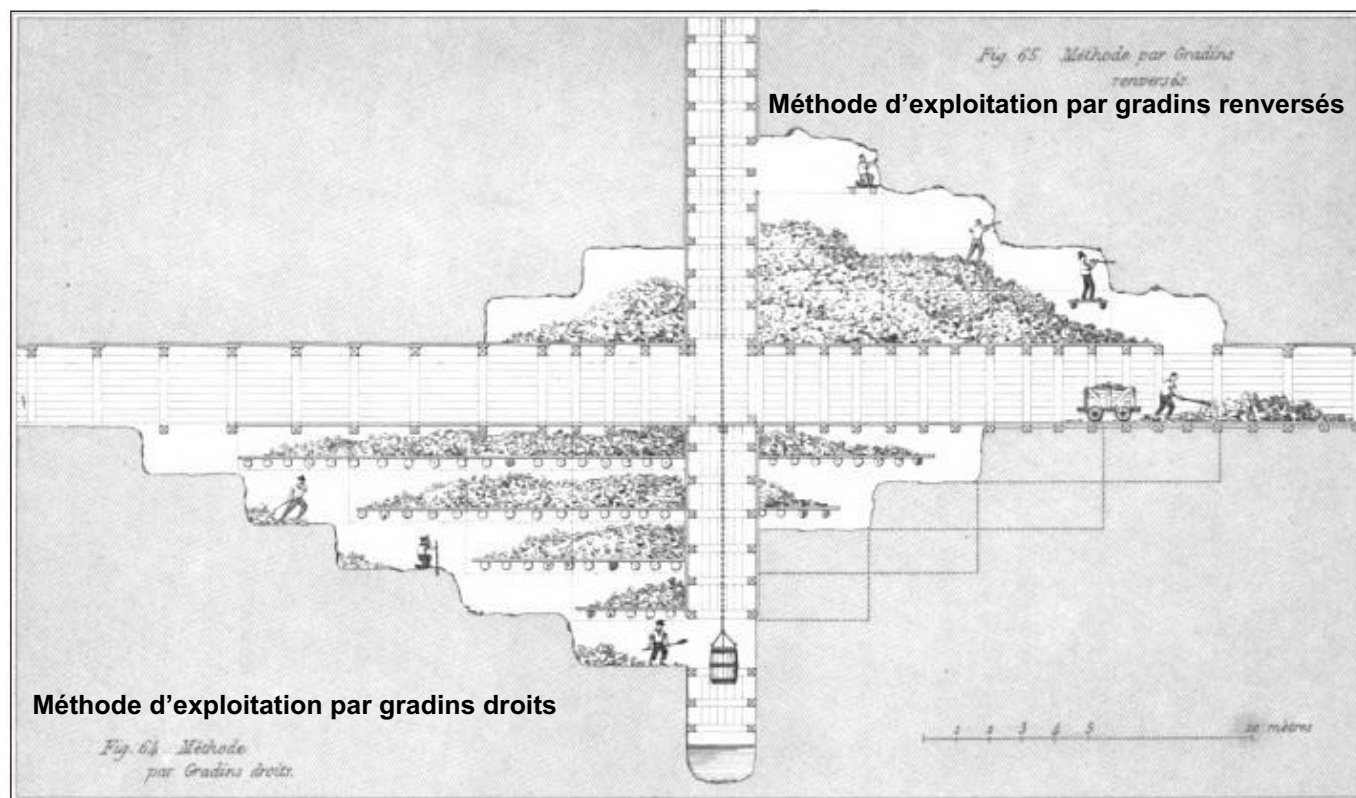 Fig. 65. Méthode par Gradins
renversés.
Méthode d'exploitation par gradins renversés
Méthode d'exploitation par gradins droits
Fig. 64. Méthode
par Gradins droits.
1 2 3 4 5 10 mètres